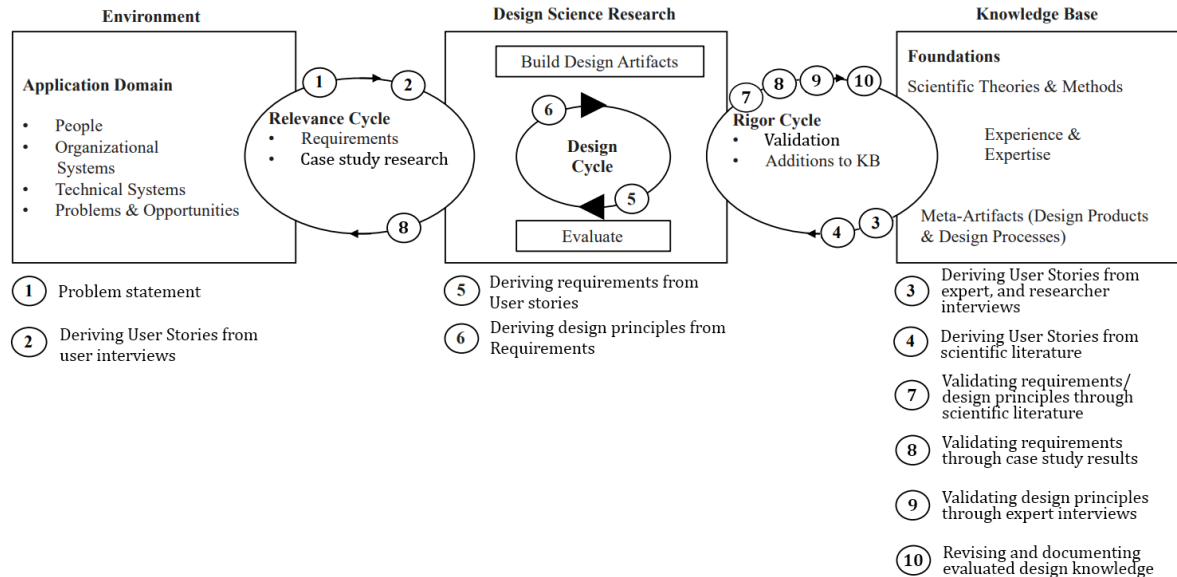 Environment
Design Science Research
Knowledge Base
Application Domain
• People
• Organizational
Systems
• Technical Systems
• Problems & Opportunities
1
2
Relevance Cycle
• Requirements
• Case study research
8
Build Design Artifacts
6
Design
Cycle
5
Evaluate
7
8
9
10
Rigor Cycle
• Validation
• Additions to KB
4
3
Foundations
Scientific Theories & Methods
Experience &
Expertise
Meta-Artifacts (Design Products
& Design Processes)
1 Problem statement
2 Deriving User Stories from
user interviews
5 Deriving requirements from
User stories
6 Deriving design principles from
Requirements
3 Deriving User Stories from
expert, and researcher
interviews
4 Deriving User Stories from
scientific literature
7 Validating requirements/
design principles through
scientific literature
8 Validating requirements
through case study results
9 Validating design principles
through expert interviews
10 Revising and documenting
evaluated design knowledge